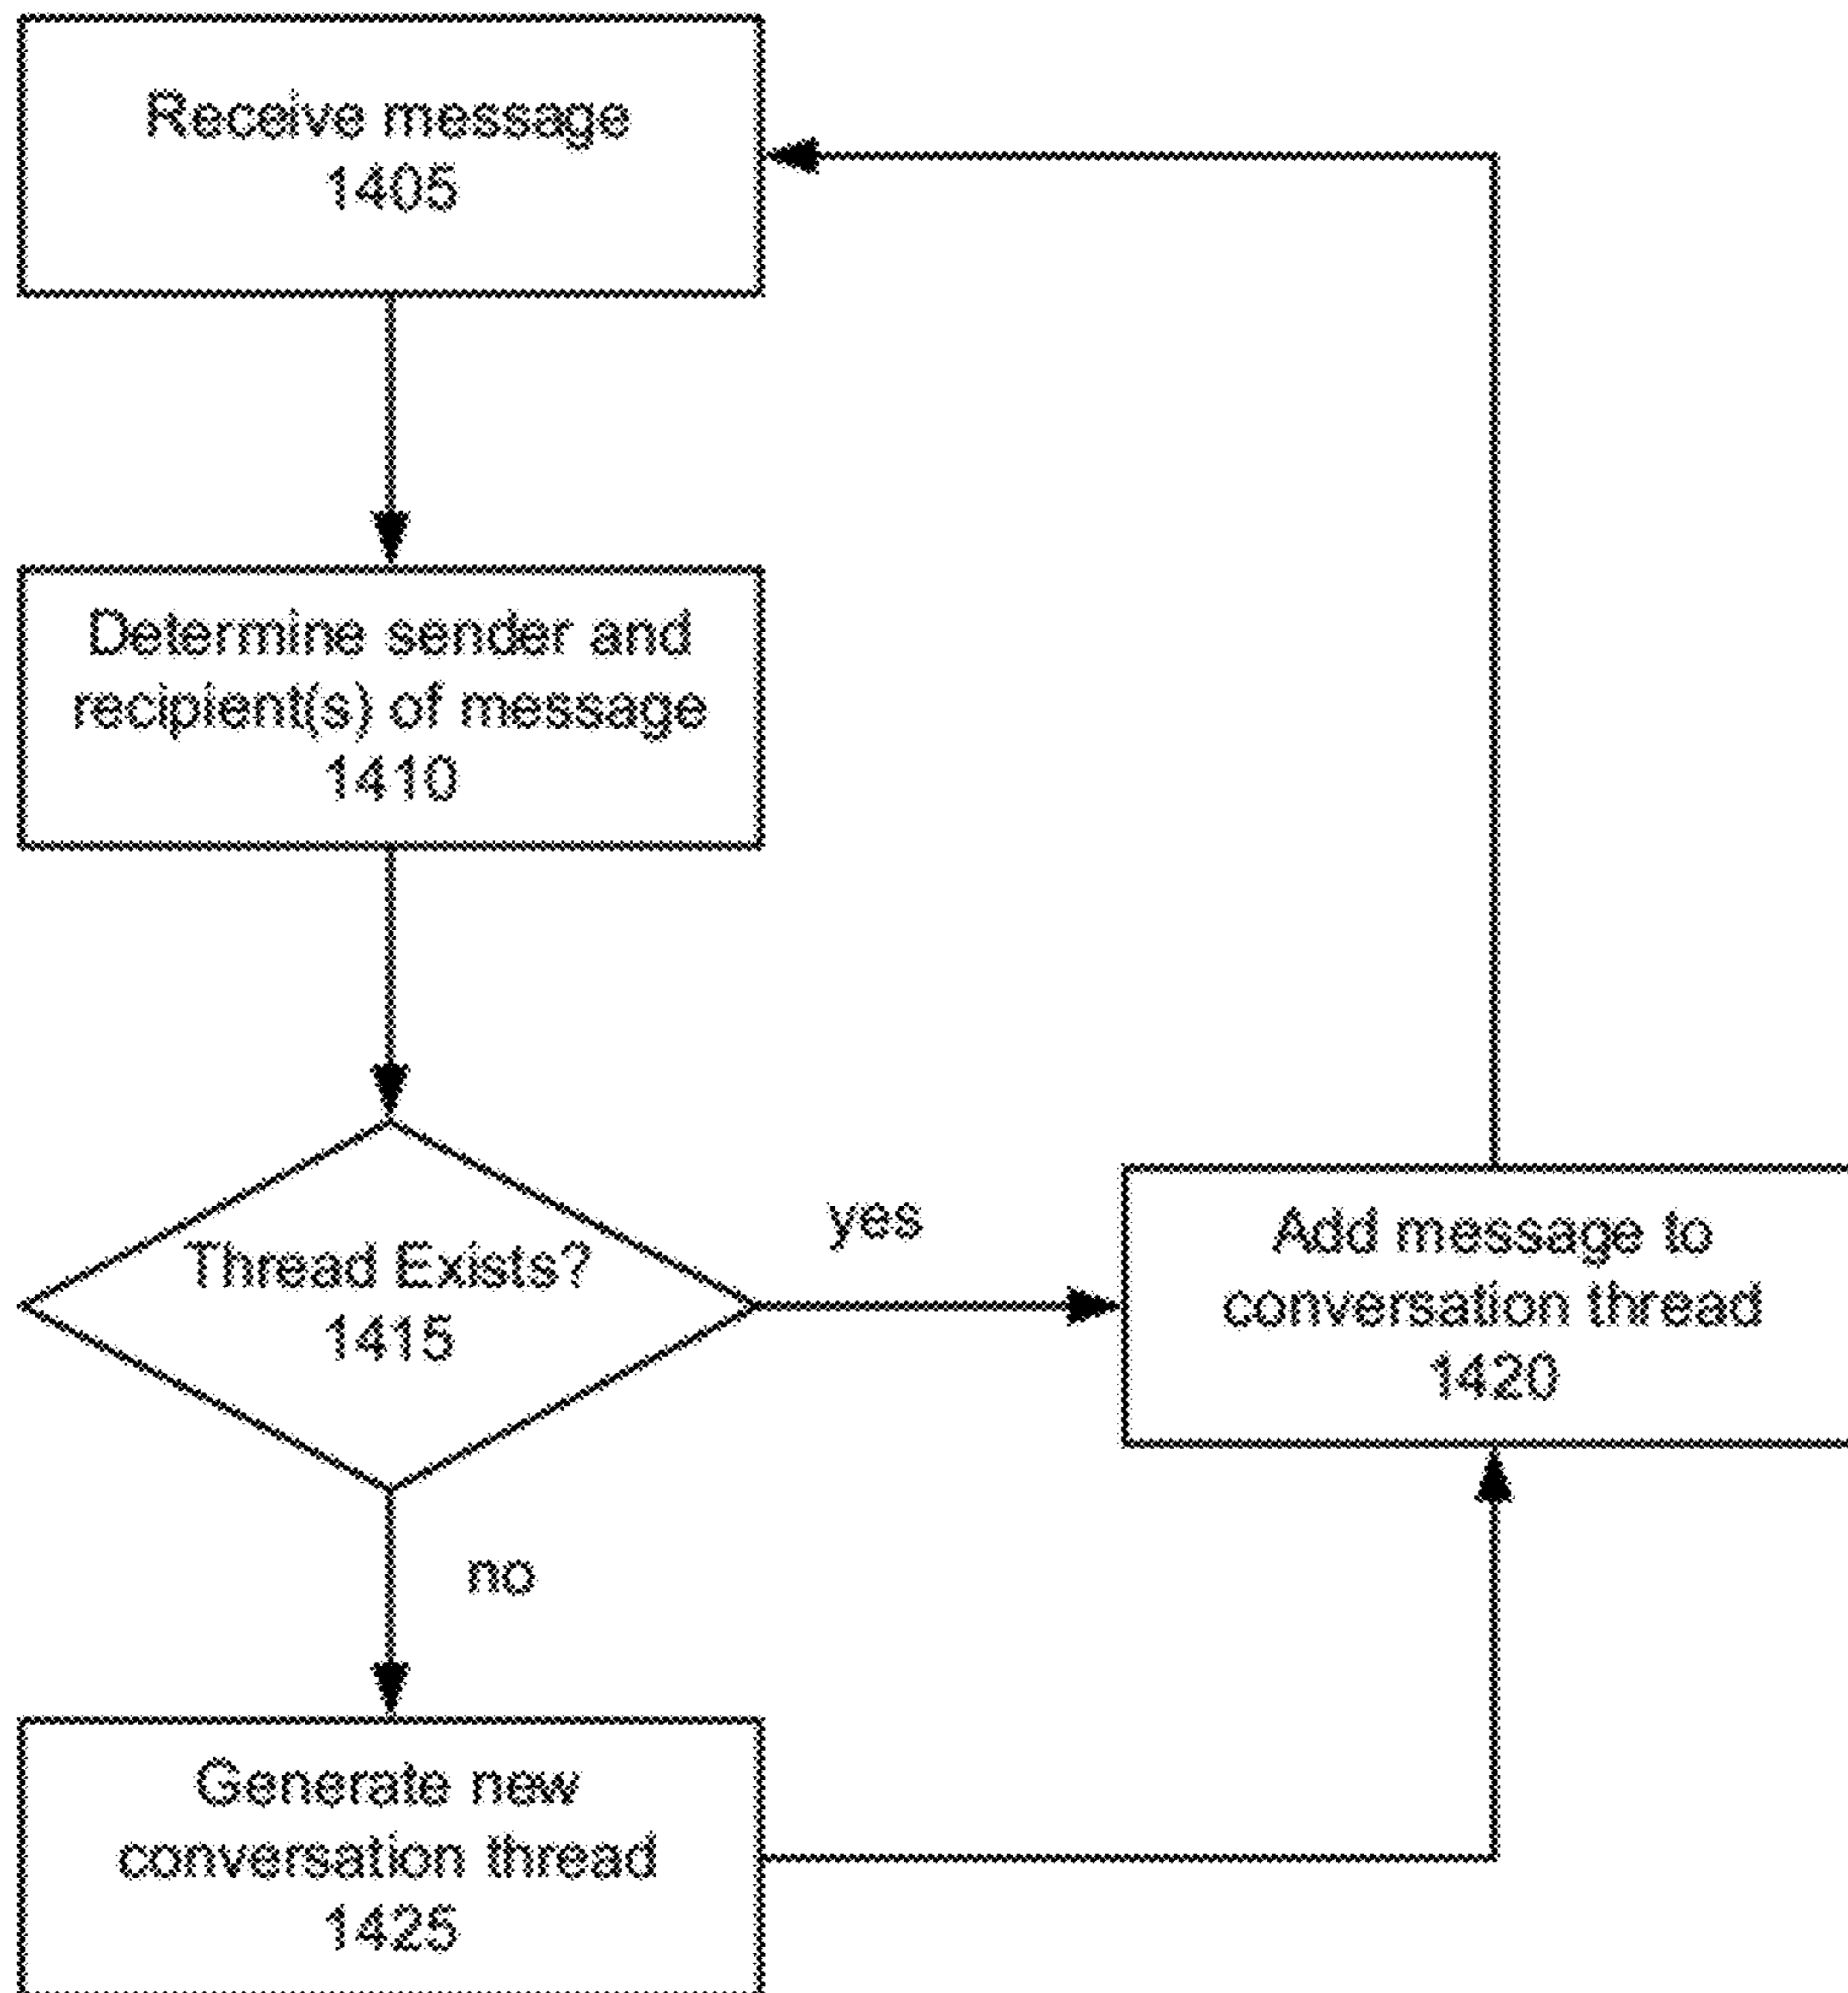 Receive message
1405
Determine sender and
recipient(s) of message
1410
Thread Exists?
1415
yes
Add message to
conversation thread
1420
no
Generate new
conversation thread
1425